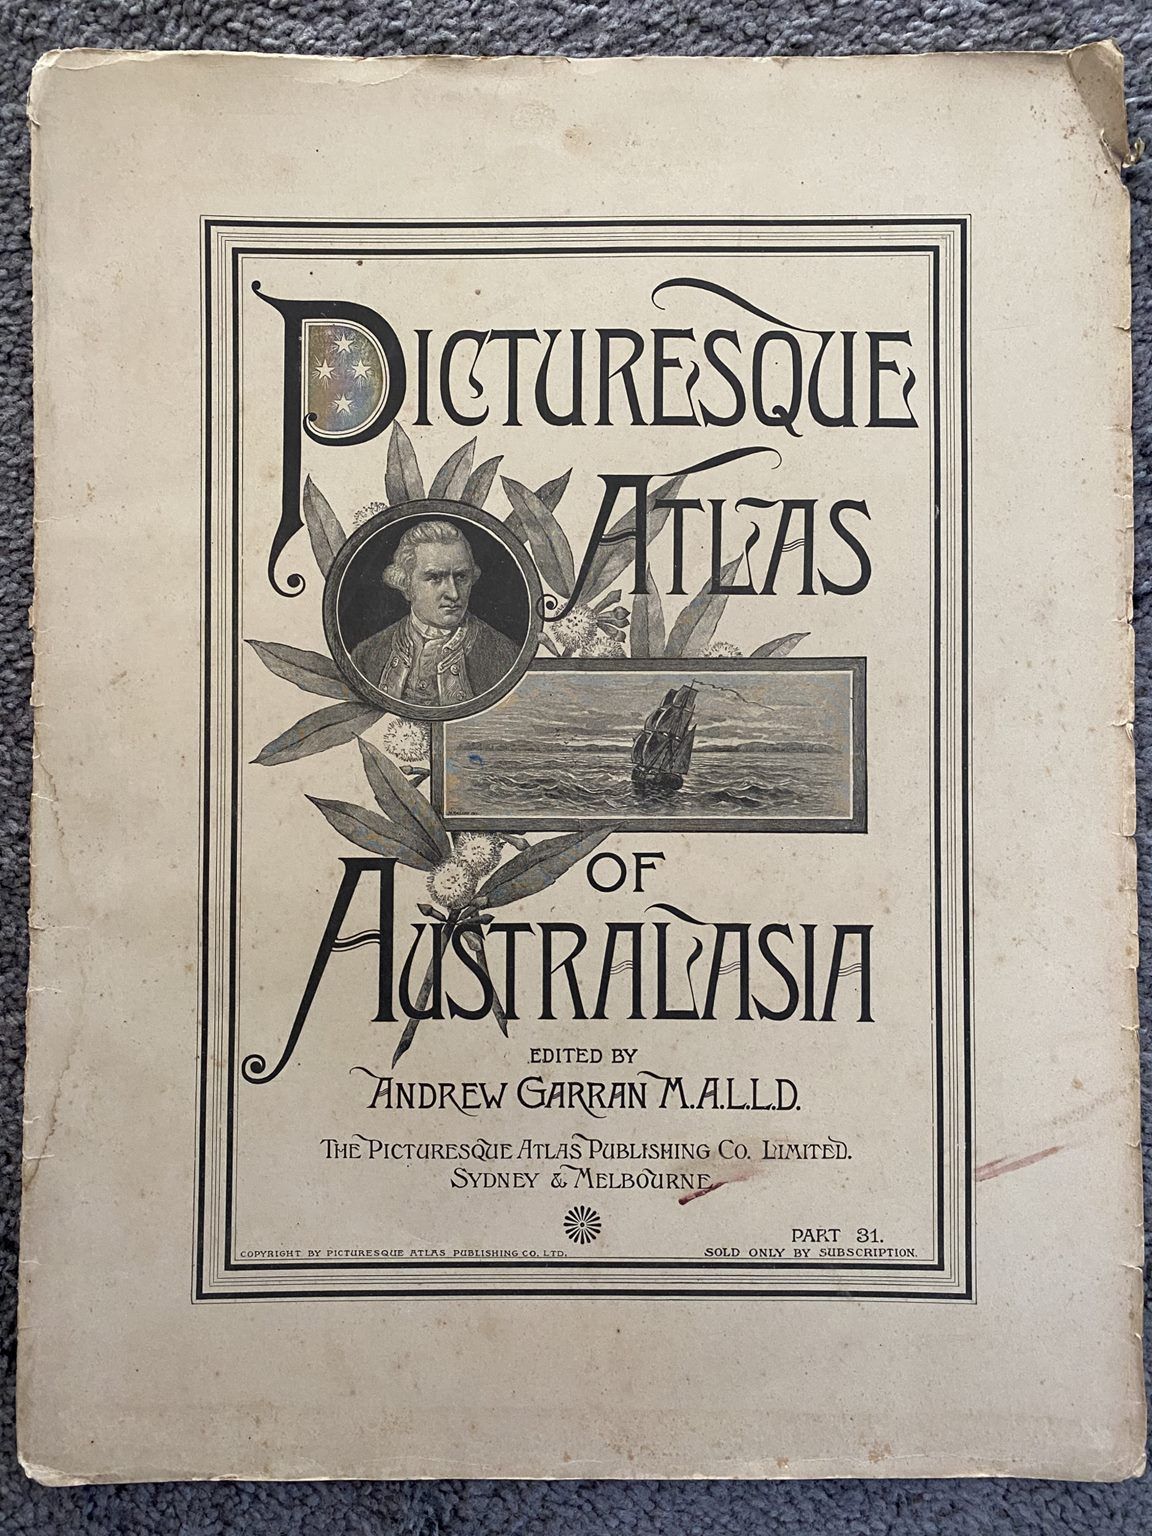 PICTURESQUE
ATLAS
OF
AUSTRALASIA
EDITED BY
ANDREW GARRAN M.A.L.L.D.
THE PICTURESQUE ATLAS PUBLISHING CO. LIMITED.
SYDNEY & MELBOURNE
PART 31.
COPYRIGHT BY PICTURESQUE ATLAS PUBLISHING CO. LTD.
SOLD ONLY BY SUBSCRIPTION.